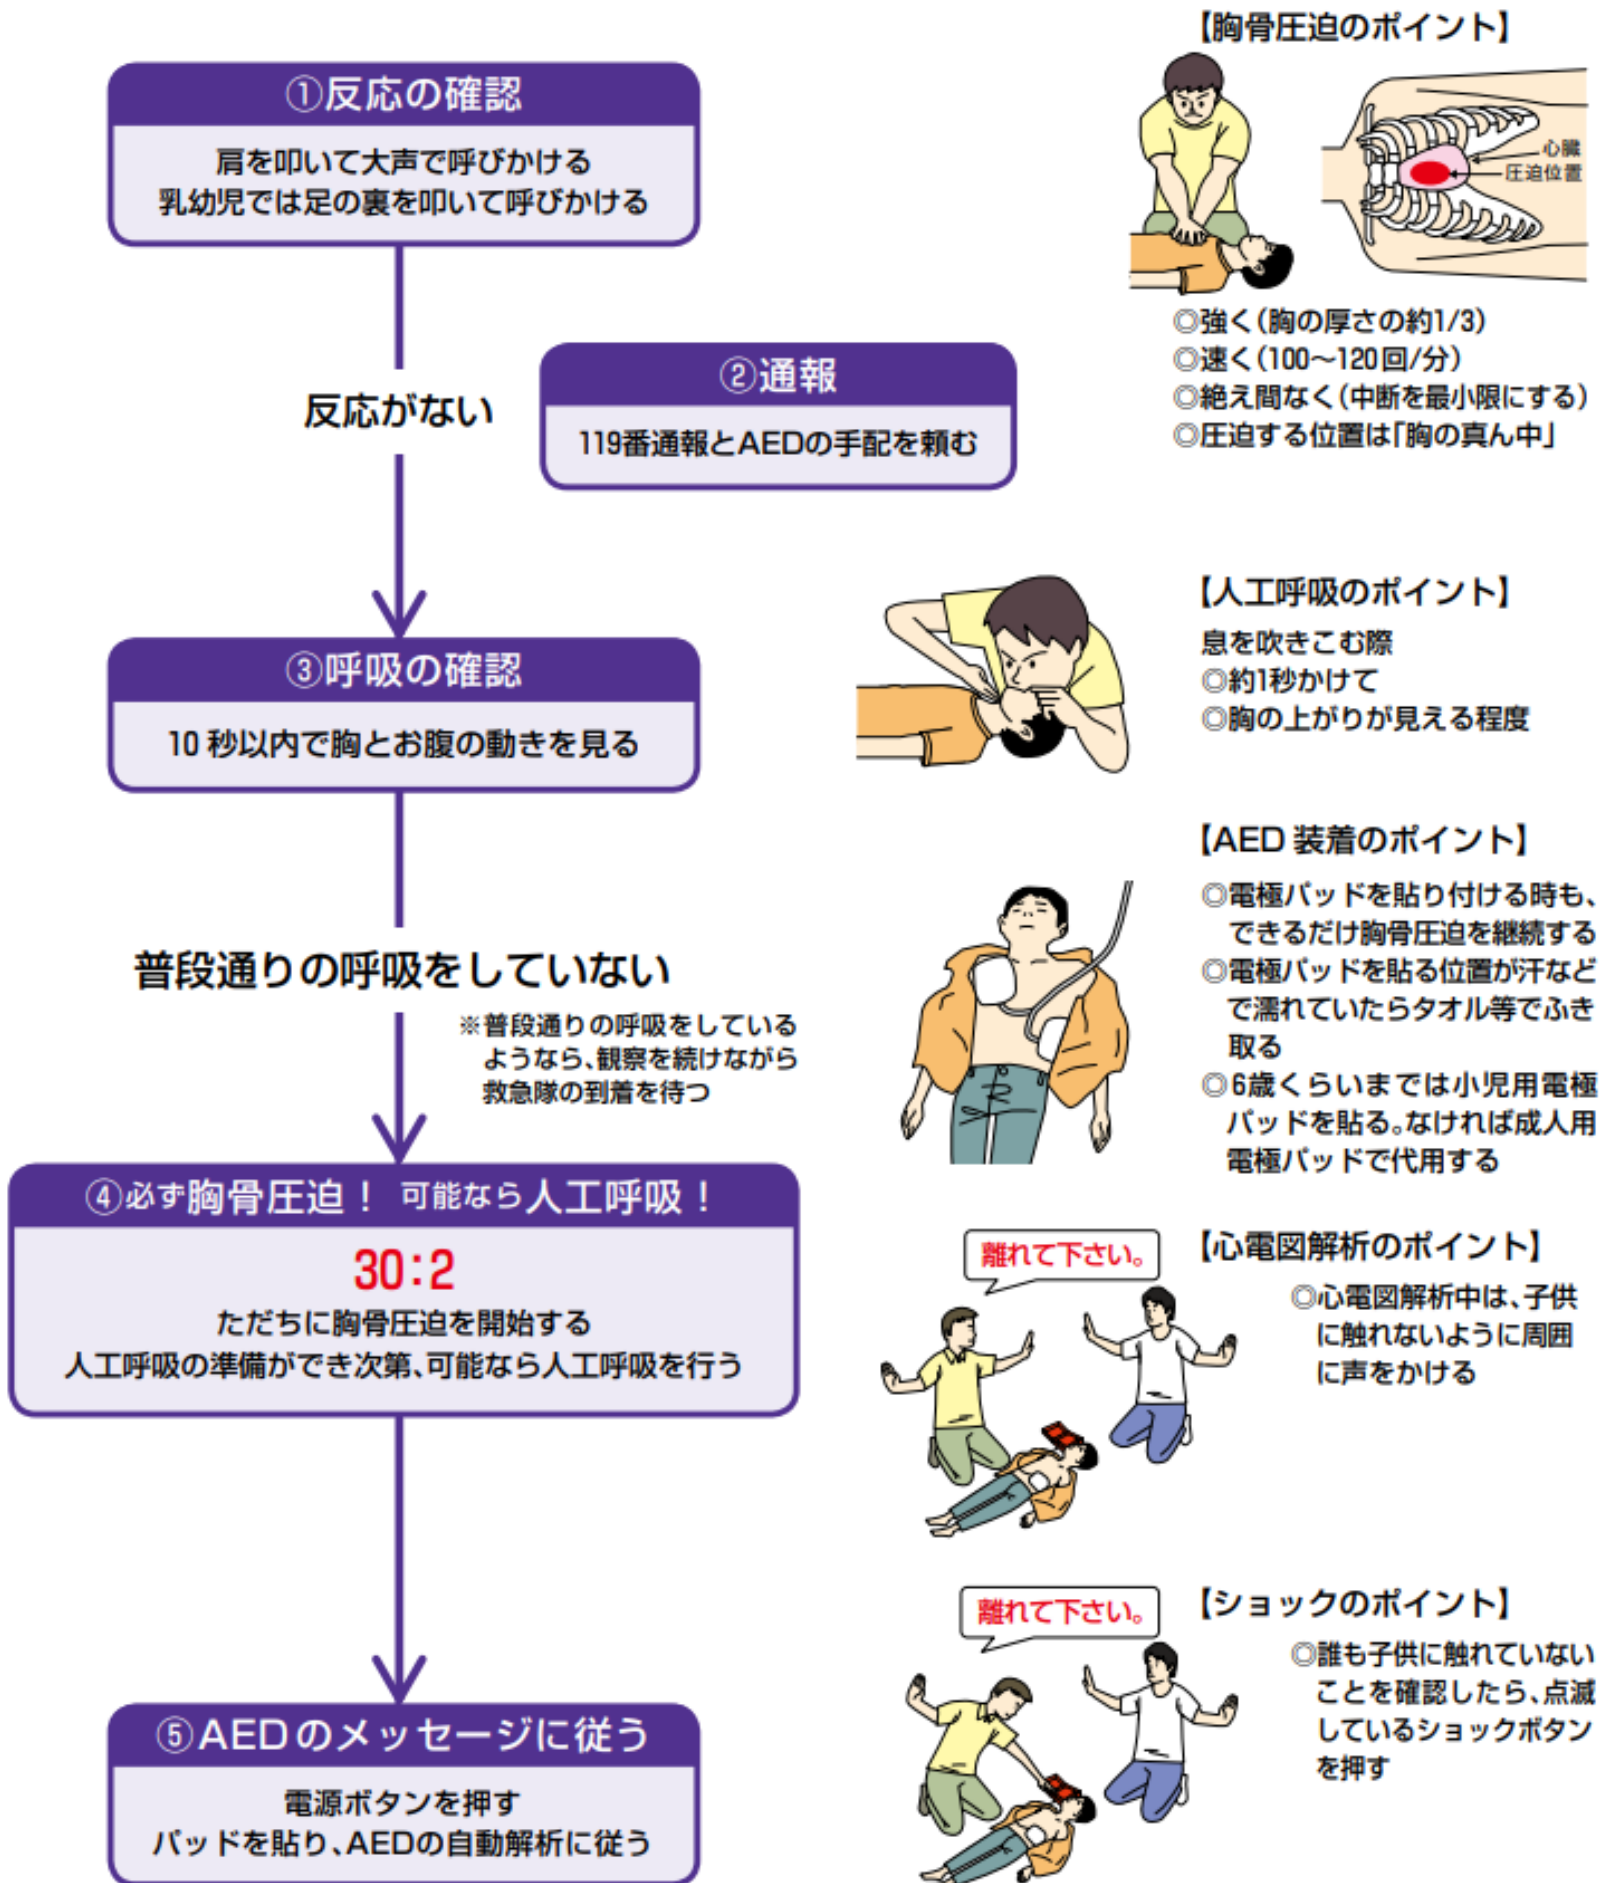 ①反応の確認
肩を叩いて大声で呼びかける
乳幼児では足の裏を叩いて呼びかける
反応がない
②通報
119番通報とAEDの手配を頼む
③呼吸の確認
10秒以内で胸とお腹の動きを見る
普段通りの呼吸をしていない
※普段通りの呼吸をしている
ようなら、観察を続けながら
救急隊の到着を待つ
④必ず胸骨圧迫！ 可能なら人工呼吸！
30：2
ただちに胸骨圧迫を開始する
人工呼吸の準備ができ次第、可能なら人工呼吸を行う
⑤AEDのメッセージに従う
電源ボタンを押す
パッドを貼り、AEDの自動解析に従う
【胸骨圧迫のポイント】
心臓
圧迫位置
◎強く（胸の厚さの約1/3）
◎速く（100～120回/分）
◎絶え間なく（中断を最小限にする）
◎圧迫する位置は「胸の真ん中」
【人工呼吸のポイント】
息を吹きこむ際
◎約1秒かけて
◎胸の上がりが見える程度
【AED 装着のポイント】
◎電極パッドを貼り付ける時も、
できるだけ胸骨圧迫を継続する
◎電極パッドを貼る位置が汗など
で濡れていたらタオル等でふき
取る
◎6歳くらいまでは小児用電極
パッドを貼る。なければ成人用
電極パッドで代用する
離れて下さい。
【心電図解析のポイント】
◎心電図解析中は、子供
に触れないように周囲
に声をかける
離れて下さい。
【ショックのポイント】
◎誰も子供に触れていない
ことを確認したら、点滅
しているショックボタン
を押す